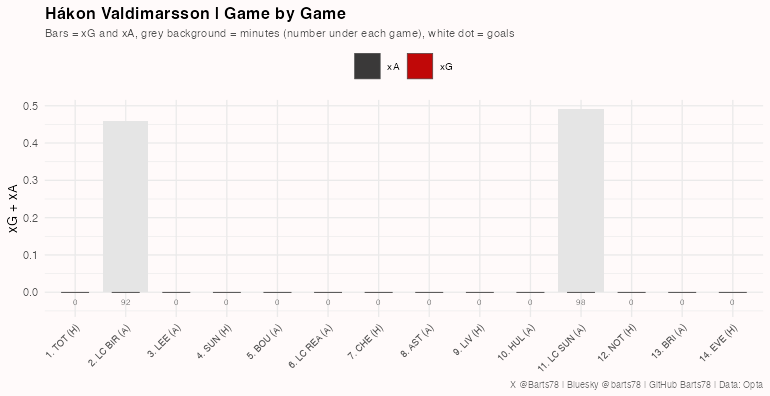 Hákon Valdimarsson | Game by Game
Bars = xG and xA, grey background = minutes (number under each game), white dot = goals
xA xG
xG + xA
0.5
0.4
0.3
0.2
0.1
0.0
0 92 0 0 0 0 0 0 0 0 98 0 0 0
1. TOT (H)
2. LC BIR (A)
3. LEE (A)
4. SUN (H)
5. BOU (A)
6. LC REA (A)
7. CHE (H)
8. AST (A)
9. LIV (H)
10. HUL (A)
11. LC SUN (A)
12. NOT (H)
13. BRI (A)
14. EVE (H)
X @Barts78 | Bluesky @barts78 | GitHub Barts78 | Data: Opta